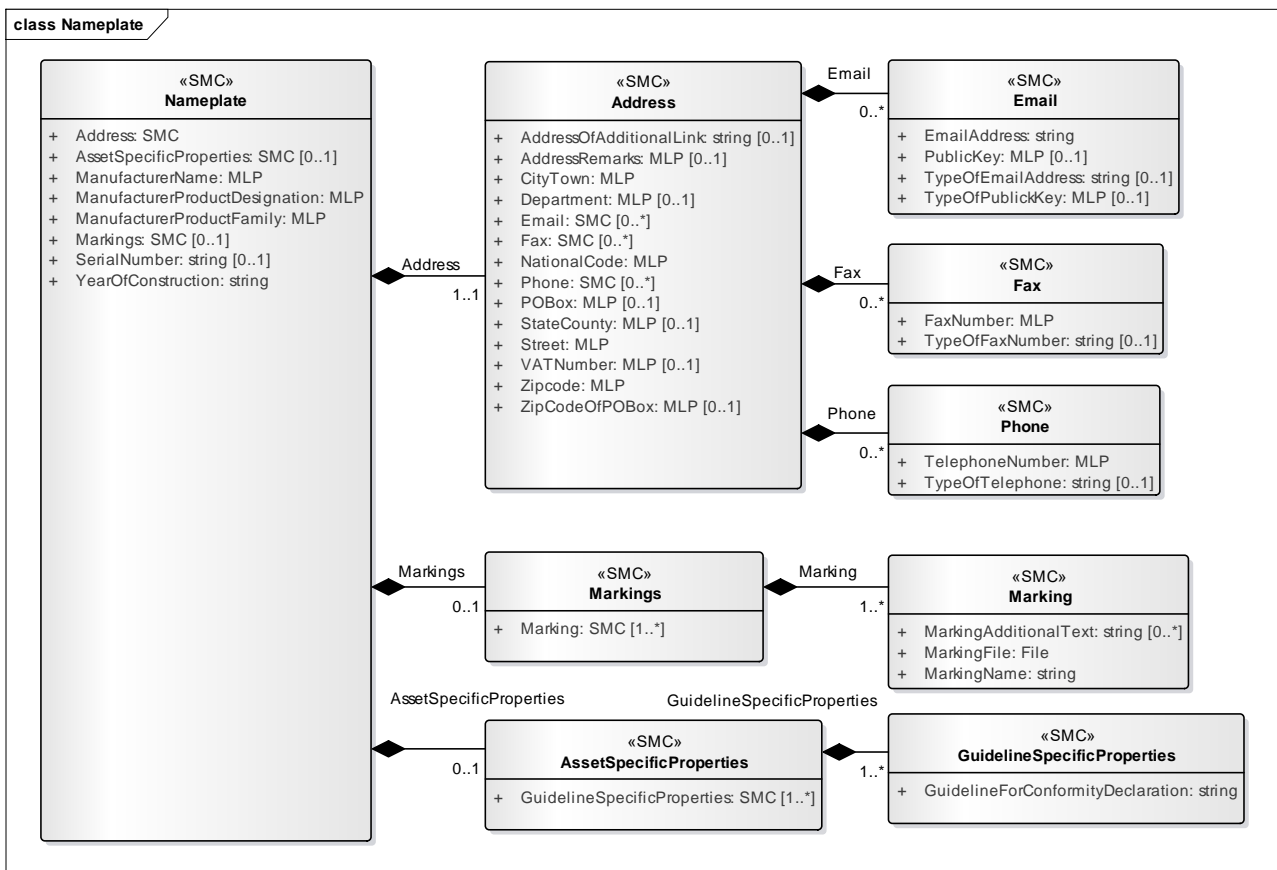 class Nameplate
«SMC»
Nameplate
+ Address: SMC
+ AssetSpecificProperties: SMC [0..1]
+ ManufacturerName: MLP
+ ManufacturerProductDesignation: MLP
+ ManufacturerProductFamily: MLP
+ Markings: SMC [0..1]
+ SerialNumber: string [0..1]
+ YearOfConstruction: string
Address
1..1
«SMC»
Address
+ AddressOfAdditionalLink: string [0..1]
+ AddressRemarks: MLP [0..1]
+ CityTown: MLP
+ Department: MLP [0..1]
+ Email: SMC [0..*]
+ Fax: SMC [0..*]
+ NationalCode: MLP
+ Phone: SMC [0..*]
+ POBox: MLP [0..1]
+ StateCounty: MLP [0..1]
+ Street: MLP
+ VATNumber: MLP [0..1]
+ Zipcode: MLP
+ ZipCodeOfPOBox: MLP [0..1]
Email
0..*
«SMC»
Email
+ EmailAddress: string
+ PublicKey: MLP [0..1]
+ TypeOfEmailAddress: string [0..1]
+ TypeOfPublickKey: MLP [0..1]
Fax
0..*
«SMC»
Fax
+ FaxNumber: MLP
+ TypeOfFaxNumber: string [0..1]
Phone
0..*
«SMC»
Phone
+ TelephoneNumber: MLP
+ TypeOfTelephone: string [0..1]
Markings
0..1
«SMC»
Markings
+ Marking: SMC [1..*]
Marking
1..*
«SMC»
Marking
+ MarkingAdditionalText: string [0..*]
+ MarkingFile: File
+ MarkingName: string
AssetSpecificProperties
0..1
«SMC»
AssetSpecificProperties
+ GuidelineSpecificProperties: SMC [1..*]
GuidelineSpecificProperties
1..*
«SMC»
GuidelineSpecificProperties
+ GuidelineForConformityDeclaration: string